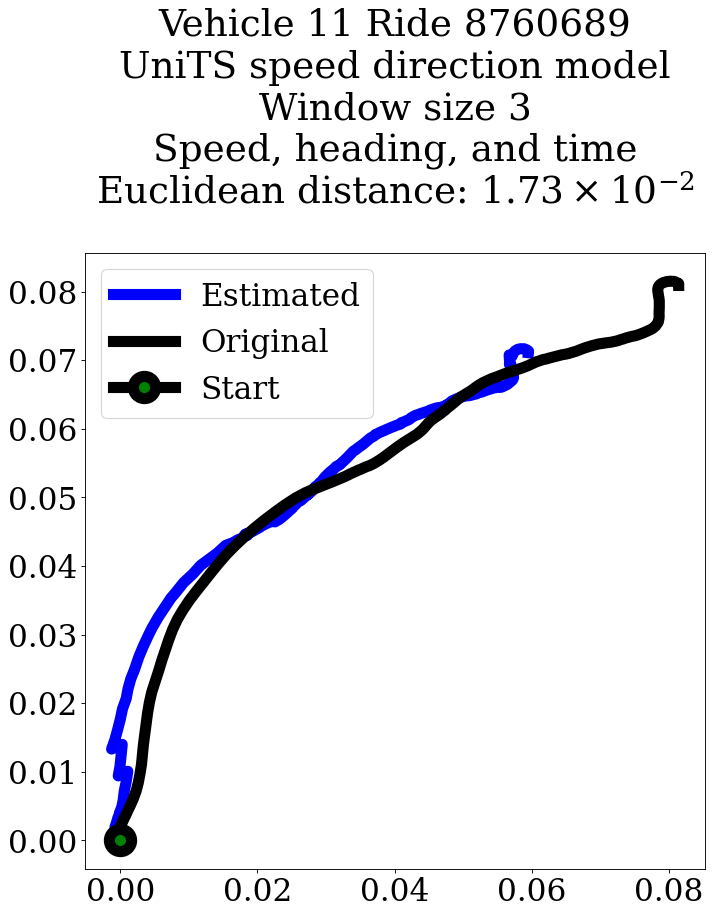 Vehicle 11 Ride 8760689
UniTS speed direction model
Window size 3
Speed, heading, and time
Euclidean distance: 1.73 × 10⁻²
Estimated
Original
Start
0.08
0.07
0.06
0.05
0.04
0.03
0.02
0.01
0.00
0.00 0.02 0.04 0.06 0.08